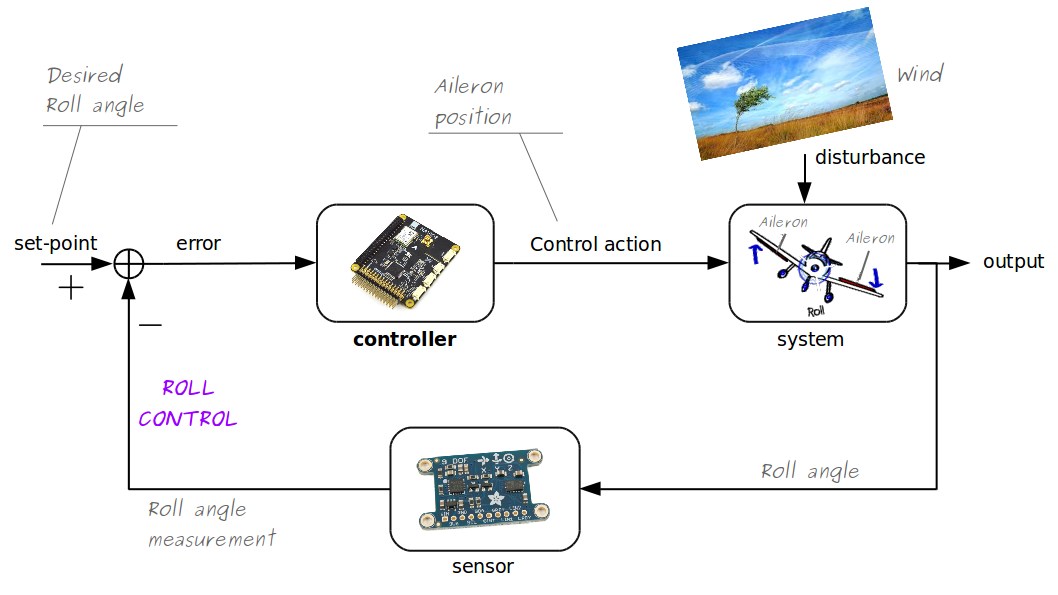 Desired
Roll angle
Aileron
position
Wind
disturbance
set-point
+
error
Control action
Aileron
Aileron
Roll
output
controller
system
−
ROLL
CONTROL
9 DOF
X Y Z
Roll angle
Roll angle
measurement
sensor